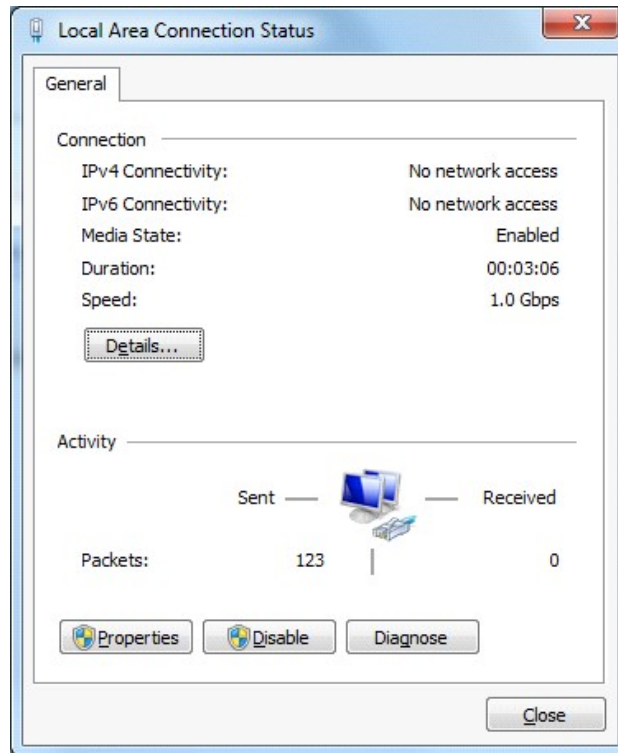 Local Area Connection Status
General
Connection
IPv4 Connectivity: No network access
IPv6 Connectivity: No network access
Media State: Enabled
Duration: 00:03:06
Speed: 1.0 Gbps
Details...
Activity
Sent Received
Packets: 123 0
Properties Disable Diagnose
Close